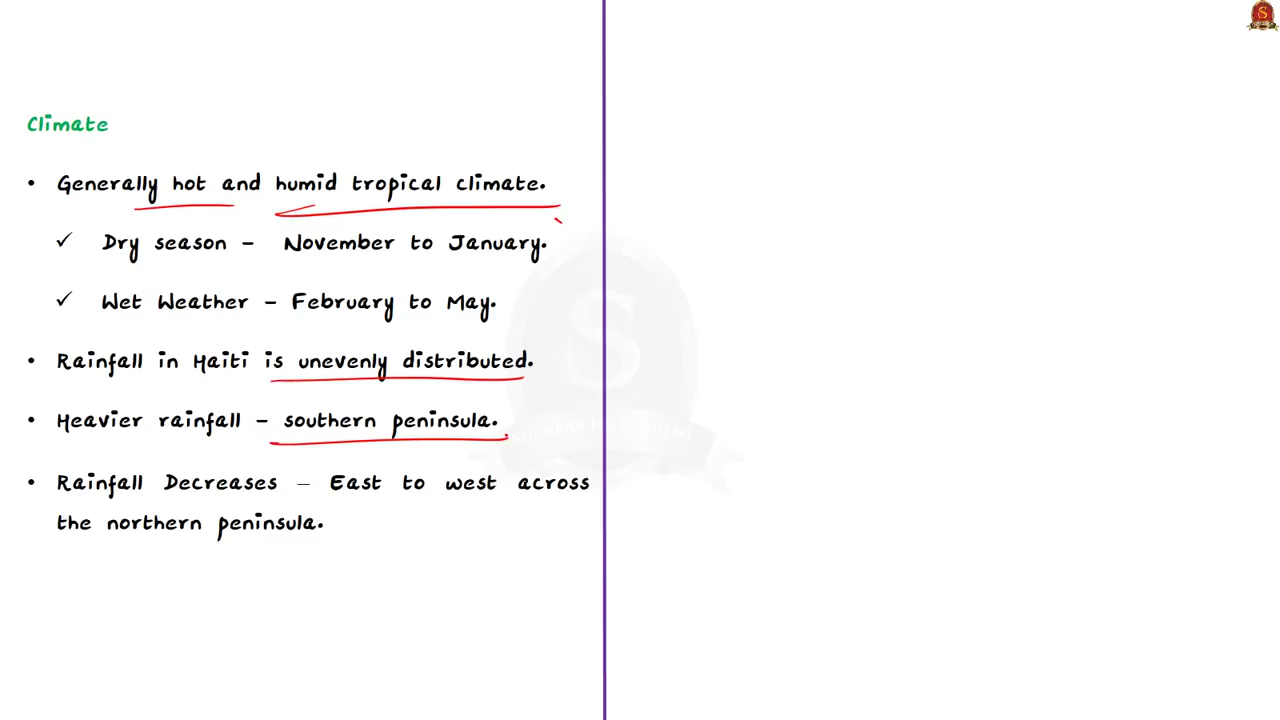 Climate
• Generally hot and humid tropical climate.
✓ Dry season – November to January.
✓ Wet Weather – February to May.
• Rainfall in Haiti is unevenly distributed.
• Heavier rainfall – southern peninsula.
• Rainfall Decreases – East to west across
the northern peninsula.
S
S